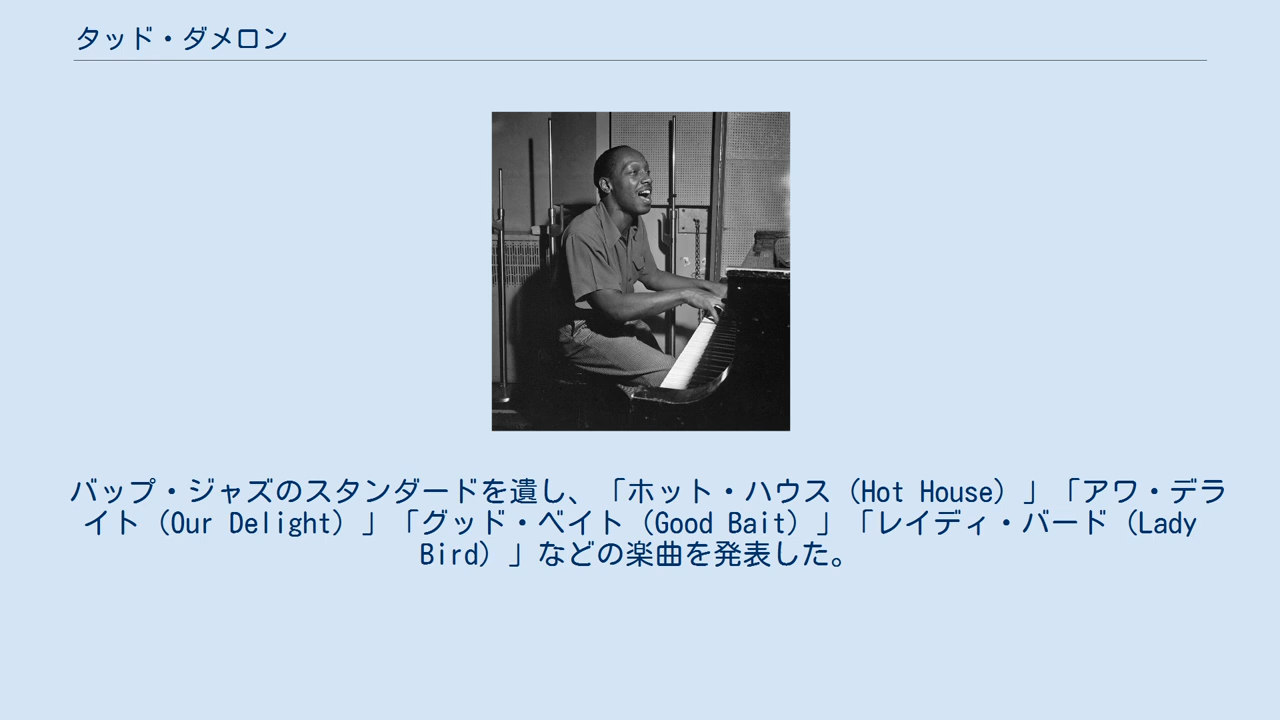 タッド・ダメロン
バップ・ジャズのスタンダードを遺し、「ホット・ハウス（Hot House）」「アワ・デラ
イト（Our Delight）」「グッド・ベイト（Good Bait）」「レイディ・バード（Lady
Bird）」などの楽曲を発表した。